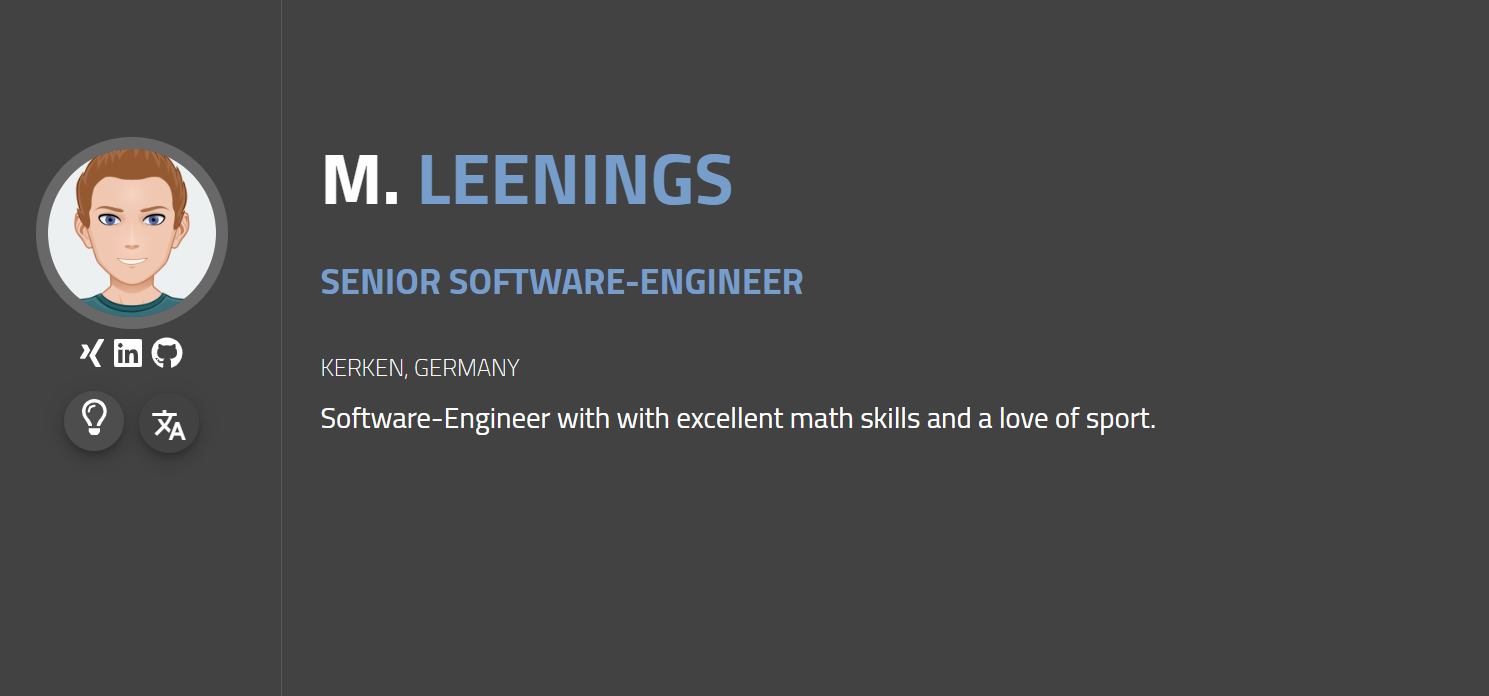 M. LEENINGS
SENIOR SOFTWARE-ENGINEER
KERKEN, GERMANY
Software-Engineer with with excellent math skills and a love of sport.